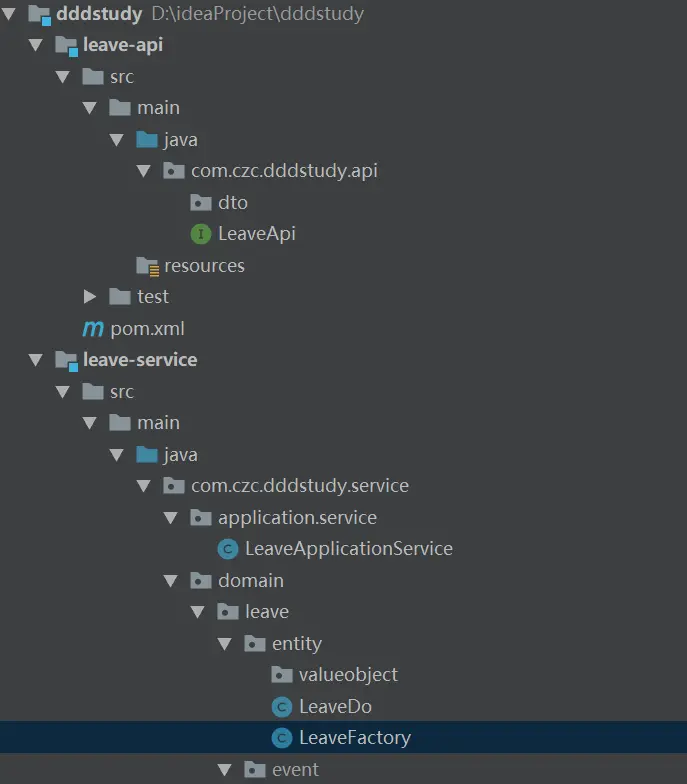 dddstudy D:\ideaProject\dddstudy
leave-api
src
main
java
com.czc.dddstudy.api
dto
I LeaveApi
resources
test
m pom.xml
leave-service
src
main
java
com.czc.dddstudy.service
application.service
C LeaveApplicationService
domain
leave
entity
valueobject
C LeaveDo
C LeaveFactory
event